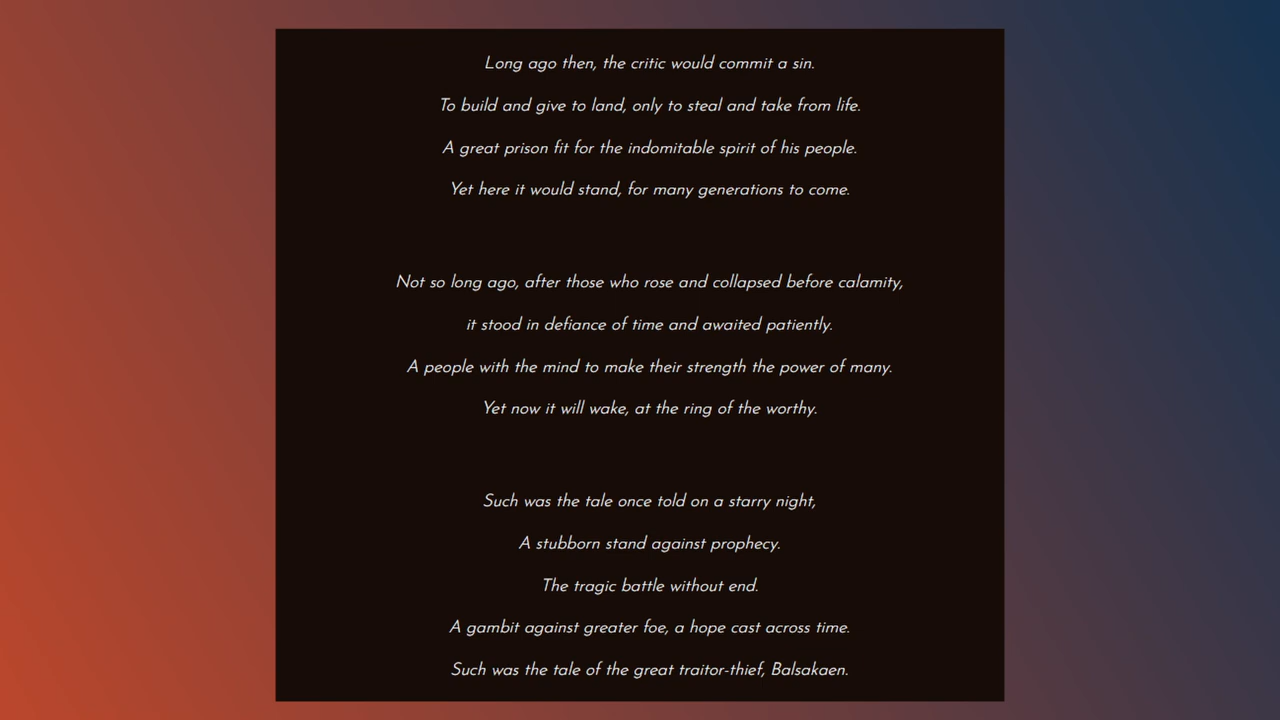 Long ago then, the critic would commit a sin.
To build and give to land, only to steal and take from life.
A great prison fit for the indomitable spirit of his people.
Yet here it would stand, for many generations to come.
Not so long ago, after those who rose and collapsed before calamity,
it stood in defiance of time and awaited patiently.
A people with the mind to make their strength the power of many.
Yet now it will wake, at the ring of the worthy.
Such was the tale once told on a starry night,
A stubborn stand against prophecy.
The tragic battle without end.
A gambit against greater foe, a hope cast across time.
Such was the tale of the great traitor-thief, Balsakaen.